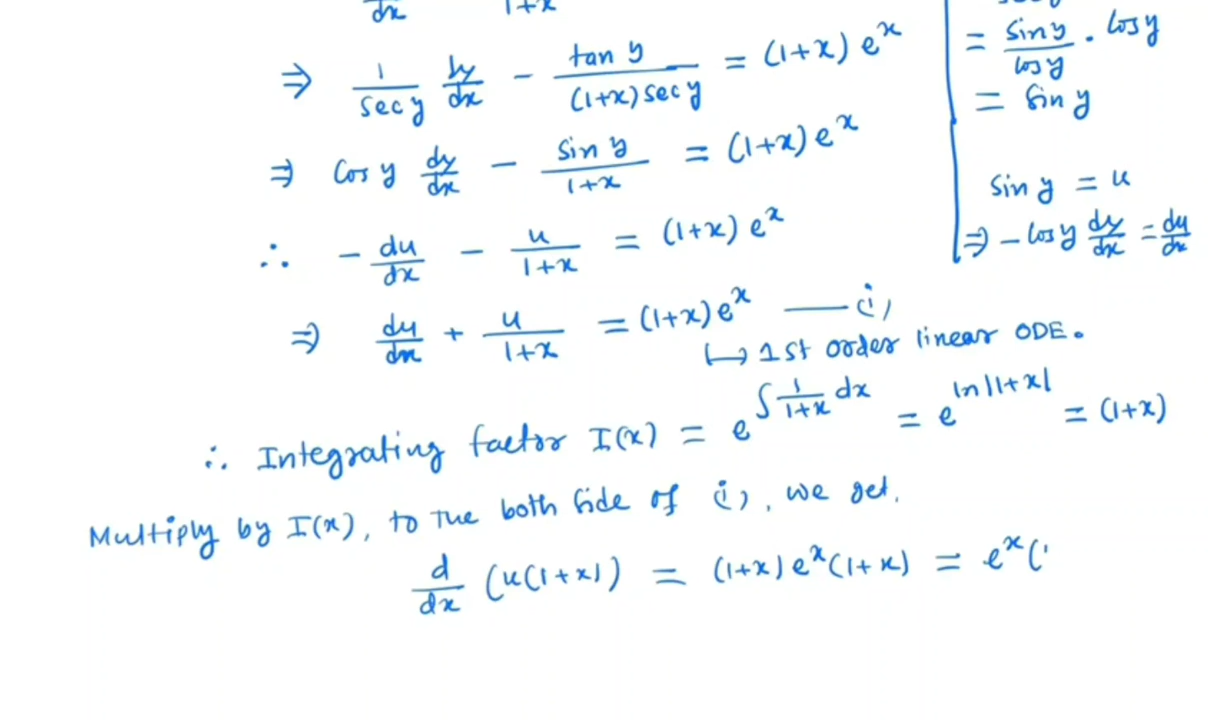 dx 1+x
⇒ 1/sec y dy/dx − tan y/(1+x) sec y = (1+x) e^x
⇒ cos y dy/dx − sin y/1+x = (1+x) e^x
∴ − du/dx − u/1+x = (1+x) e^x
⇒ du/dx + u/1+x = (1+x) e^x —— (i)
↳ 1st order linear ODE.
∴ Integrating factor I(x) = e^∫ 1/1+x dx = e^ln|1+x| = (1+x)
Multiply by I(x), to the both side of (i), we get,
d/dx (u(1+x)) = (1+x) e^x (1+x) = e^x (
= sin y/cos y . cos y
= sin y
sin y = u
⇒ − cos y dy/dx = du/dx